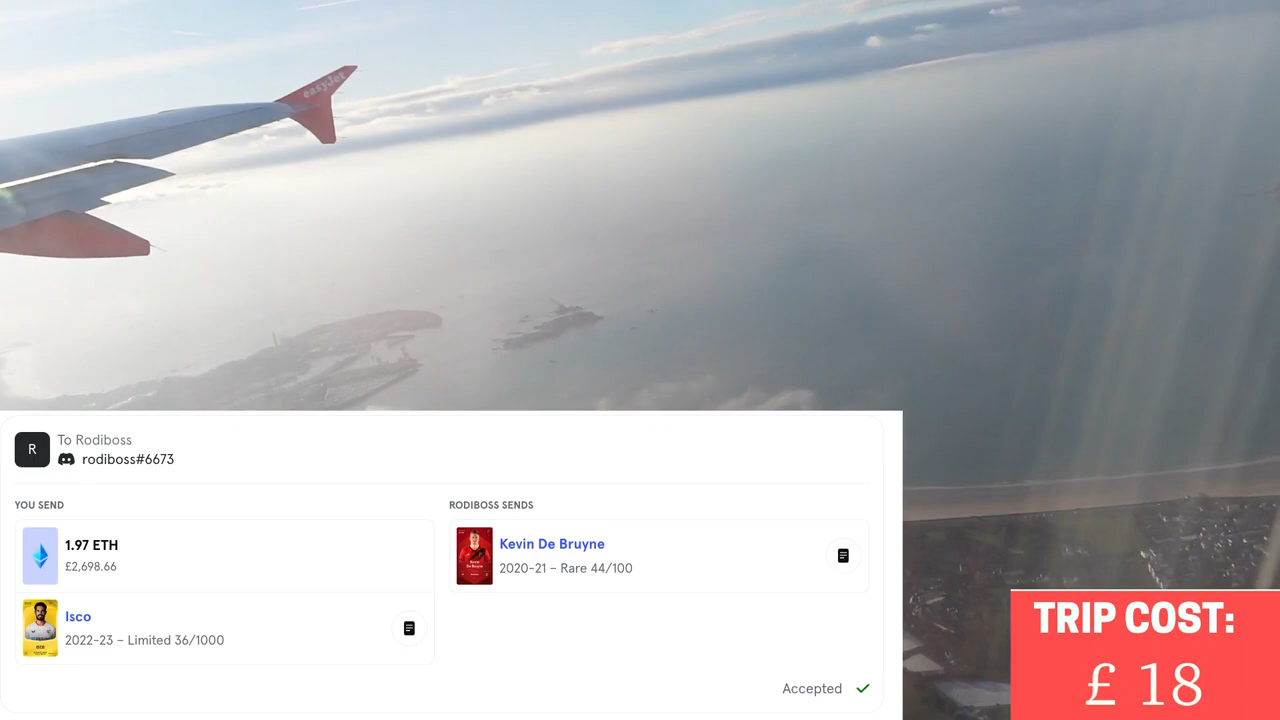 easyJet
R
To Rodiboss
rodiboss#6673
YOU SEND
RODIBOSS SENDS
1.97 ETH
£2,698.66
Kevin De Bruyne
2020-21 – Rare 44/100
Isco
2022-23 – Limited 36/1000
Accepted
TRIP COST:
£ 18